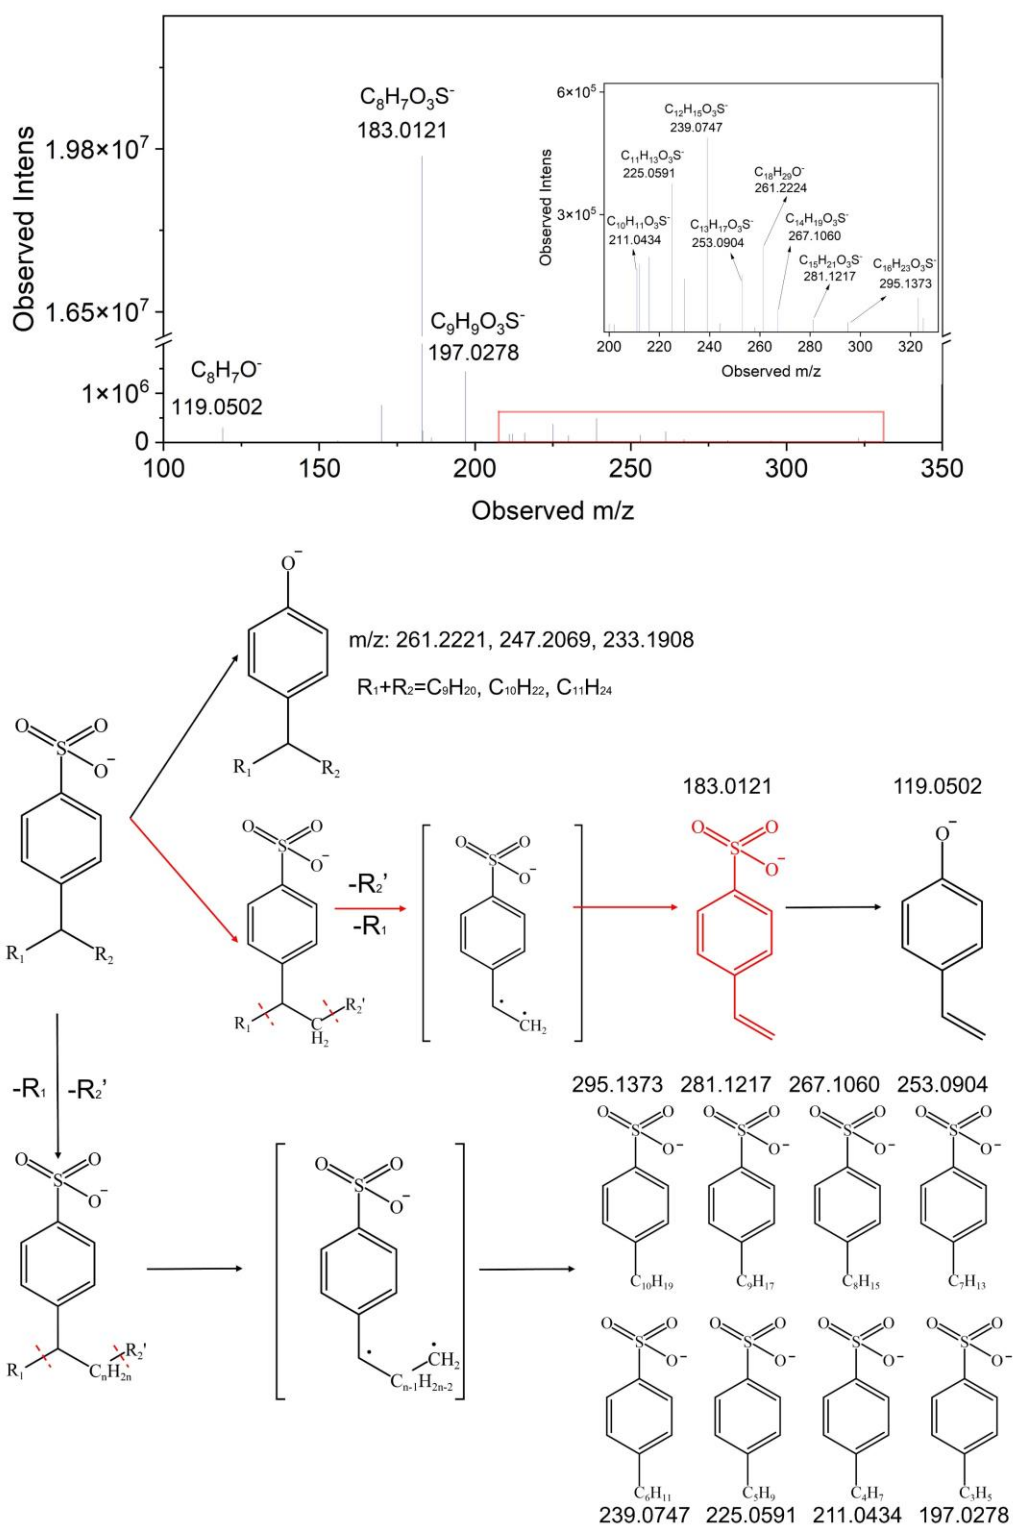 C₈H₇O₃S⁻
183.0121
1.98×10⁷
1.65×10⁷
1×10⁶
0
Observed Intens
C₉H₉O₃S⁻
197.0278
C₈H₇O⁻
119.0502
100 150 200 250 300 350
Observed m/z
6×10⁵
3×10⁵
Observed Intens
C₁₂H₁₅O₃S⁻
239.0747
C₁₁H₁₃O₃S⁻
225.0591
C₁₈H₂₉O⁻
261.2224
C₁₀H₁₁O₃S⁻
211.0434
C₁₃H₁₇O₃S⁻
253.0904
C₁₄H₁₉O₃S⁻
267.1060
C₁₅H₂₁O₃S⁻
281.1217
C₁₆H₂₃O₃S⁻
295.1373
200 220 240 260 280 300 320
Observed m/z
O⁻
m/z: 261.2221, 247.2069, 233.1908
R₁+R₂=C₉H₂₀, C₁₀H₂₂, C₁₁H₂₄
R₁ R₂
O O
S
O⁻
R₁ R₂
O O
S
O⁻
R₁ C R₂'
H₂
-R₂'
-R₁
O O
S
O⁻
· ·
CH₂
183.0121
O O
S
O⁻
119.0502
O⁻
-R₁ -R₂'
O O
S
O⁻
R₁ CₙH₂ₙ R₂'
O O
S
O⁻
· ·
CH₂
Cₙ₋₁H₂ₙ₋₂
295.1373 281.1217 267.1060 253.0904
O O O O O O O O
S S S S
O⁻ O⁻ O⁻ O⁻
C₁₀H₁₉ C₉H₁₇ C₈H₁₅ C₇H₁₃
O O O O O O O O
S S S S
O⁻ O⁻ O⁻ O⁻
C₆H₁₁ C₅H₉ C₄H₇ C₃H₅
239.0747 225.0591 211.0434 197.0278